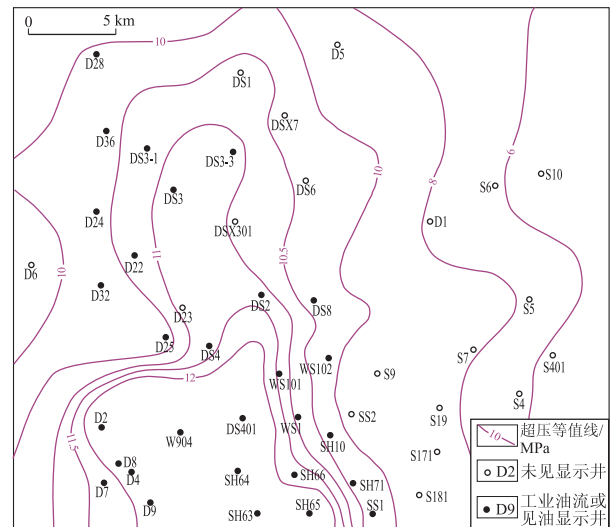 0 5 km
D28
10
D5
DS1
DSX7
D36
DS3-1
DS3-3
6
S10
DS3
DS6
10
8
S6
D24
DSX301
D1
11
D6
10
D22
10.5
D32
DS2
DS8
S5
D23
D25
DS4
WS102
S7
S401
12
WS101
S9
S4
D2
W904
DS401
WS1
SS2
S19
11.5
SH10
S171
D8
D4
D7
SH64
SH66
SH71
S181
D9
SH63
SH65
SS1
10 超压等值线/
MPa
D2 未见显示井
D9 工业油流或
见油显示井